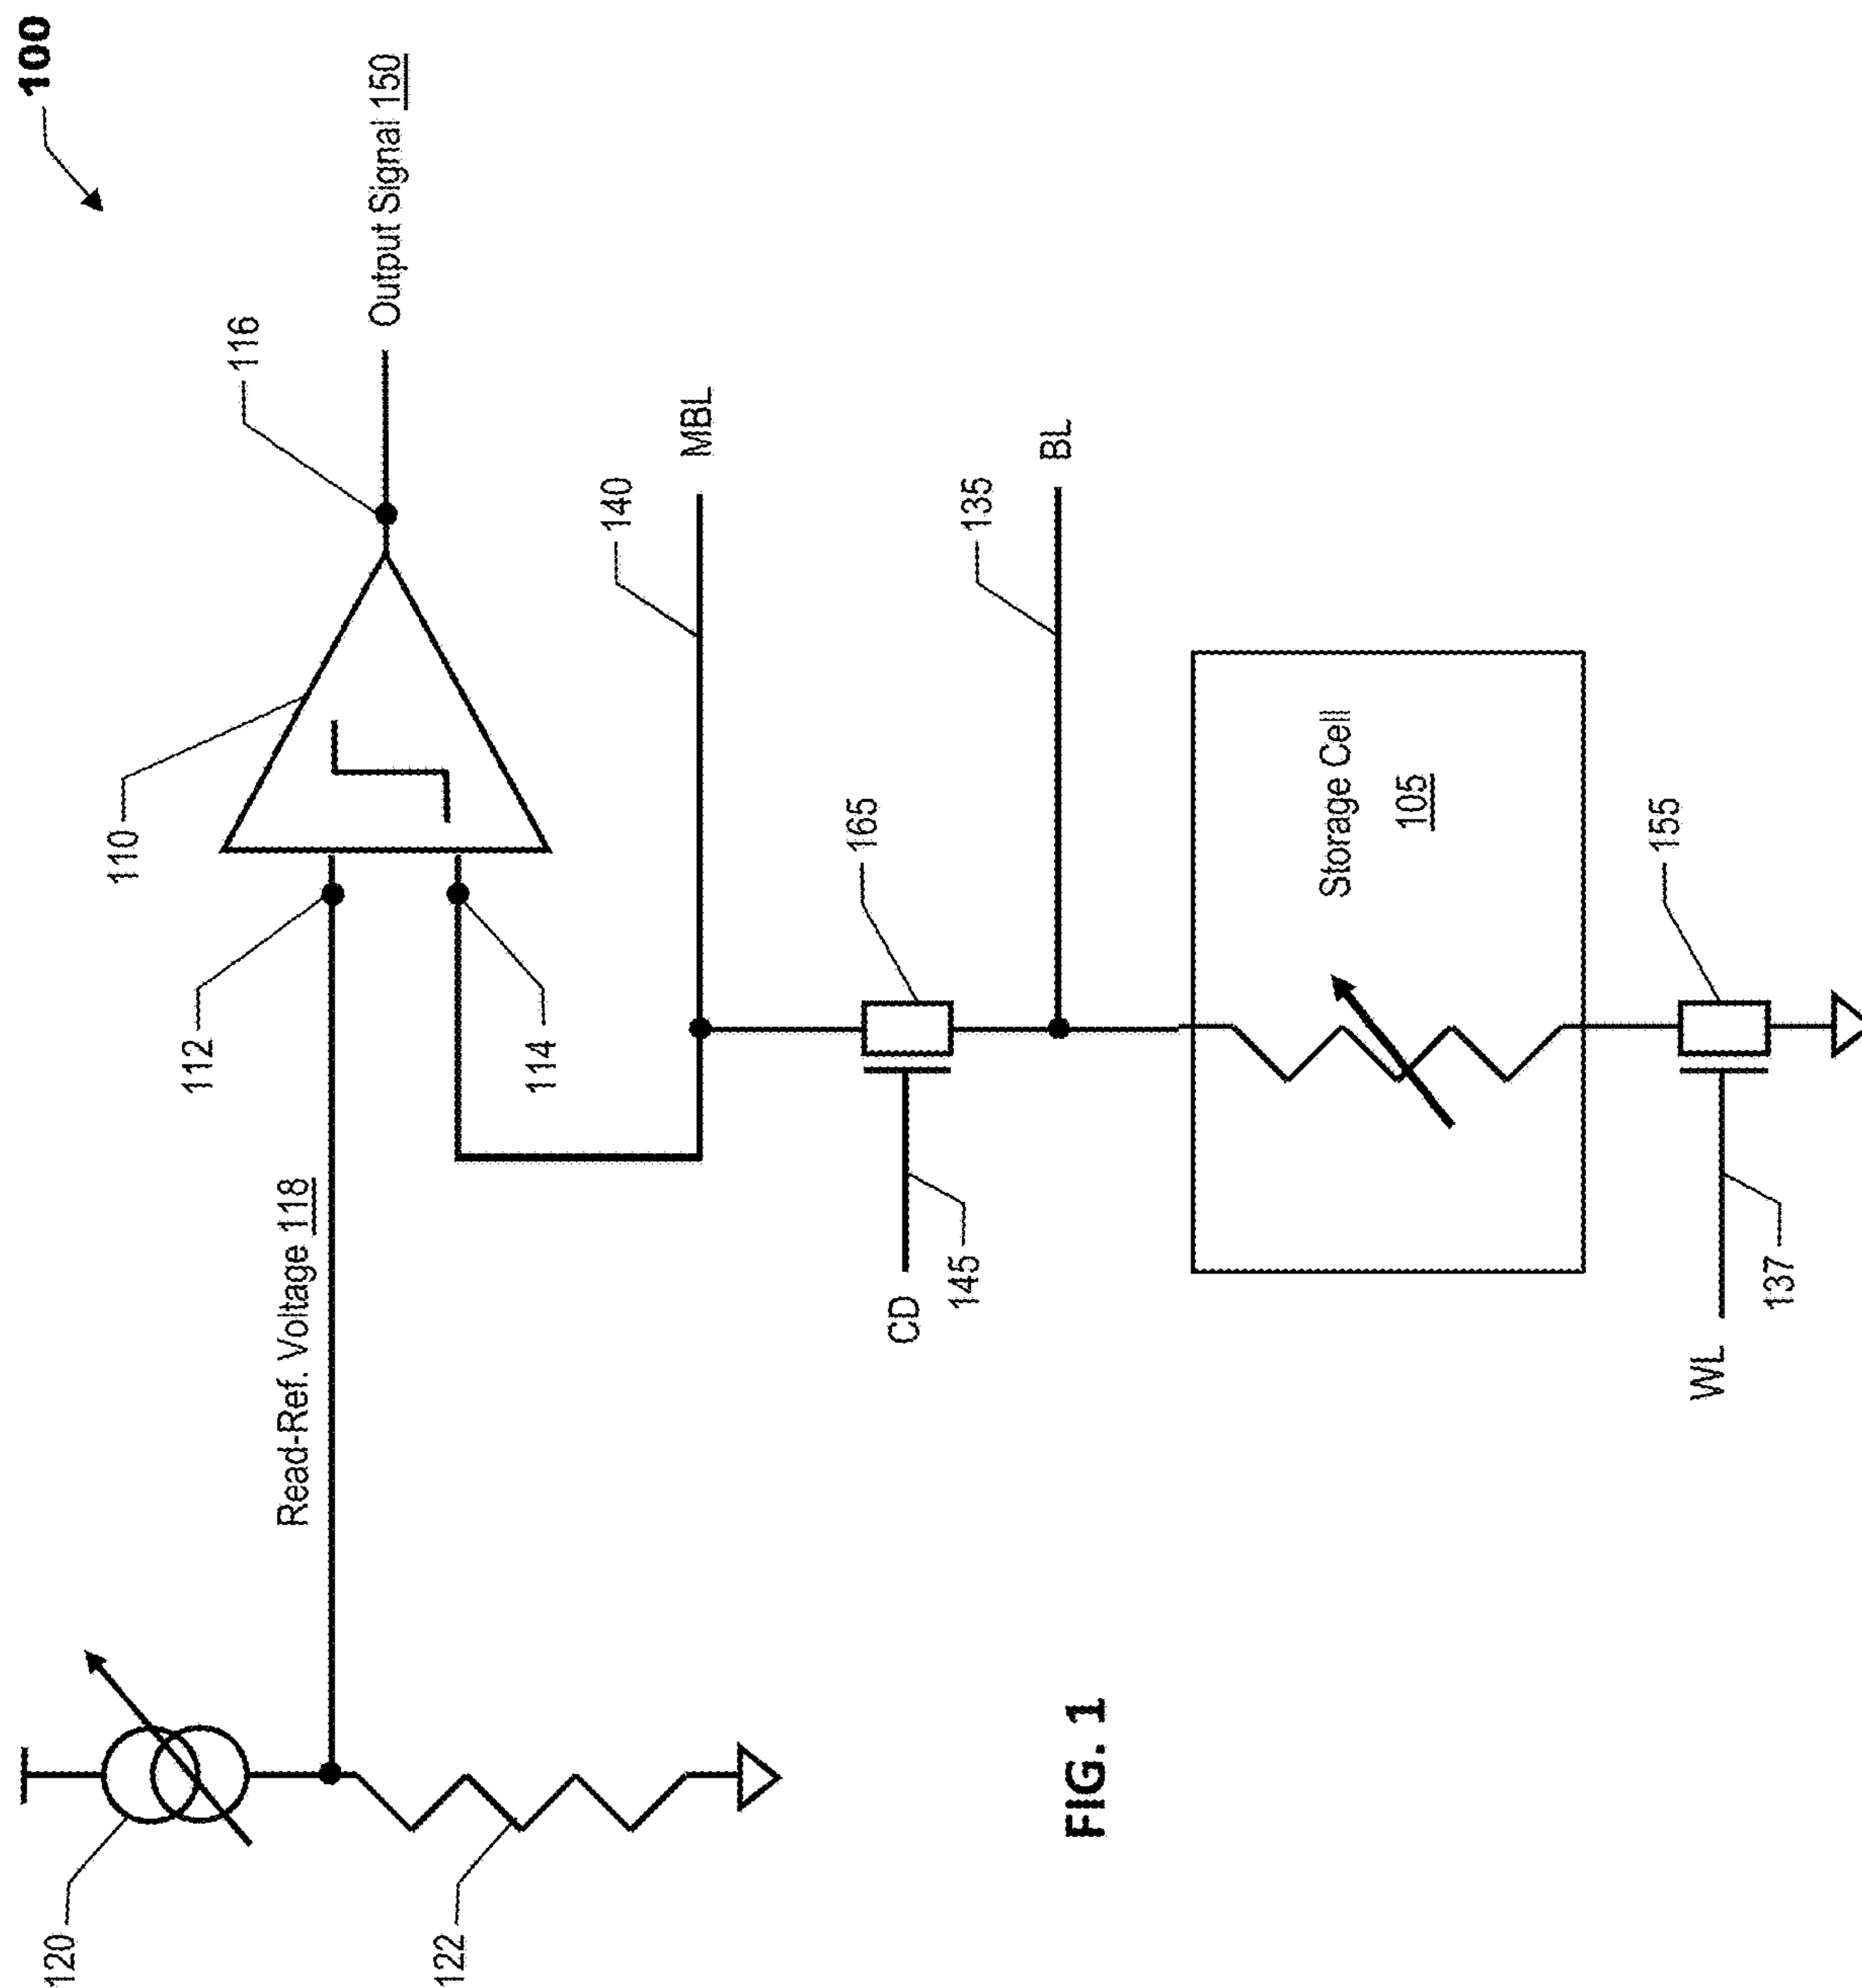 100
120
122
Read-Ref. Voltage 118
112
114
110
116
Output Signal 150
140
MBL
CD
145
165
135
BL
Storage Cell
105
WL
137
155
FIG. 1